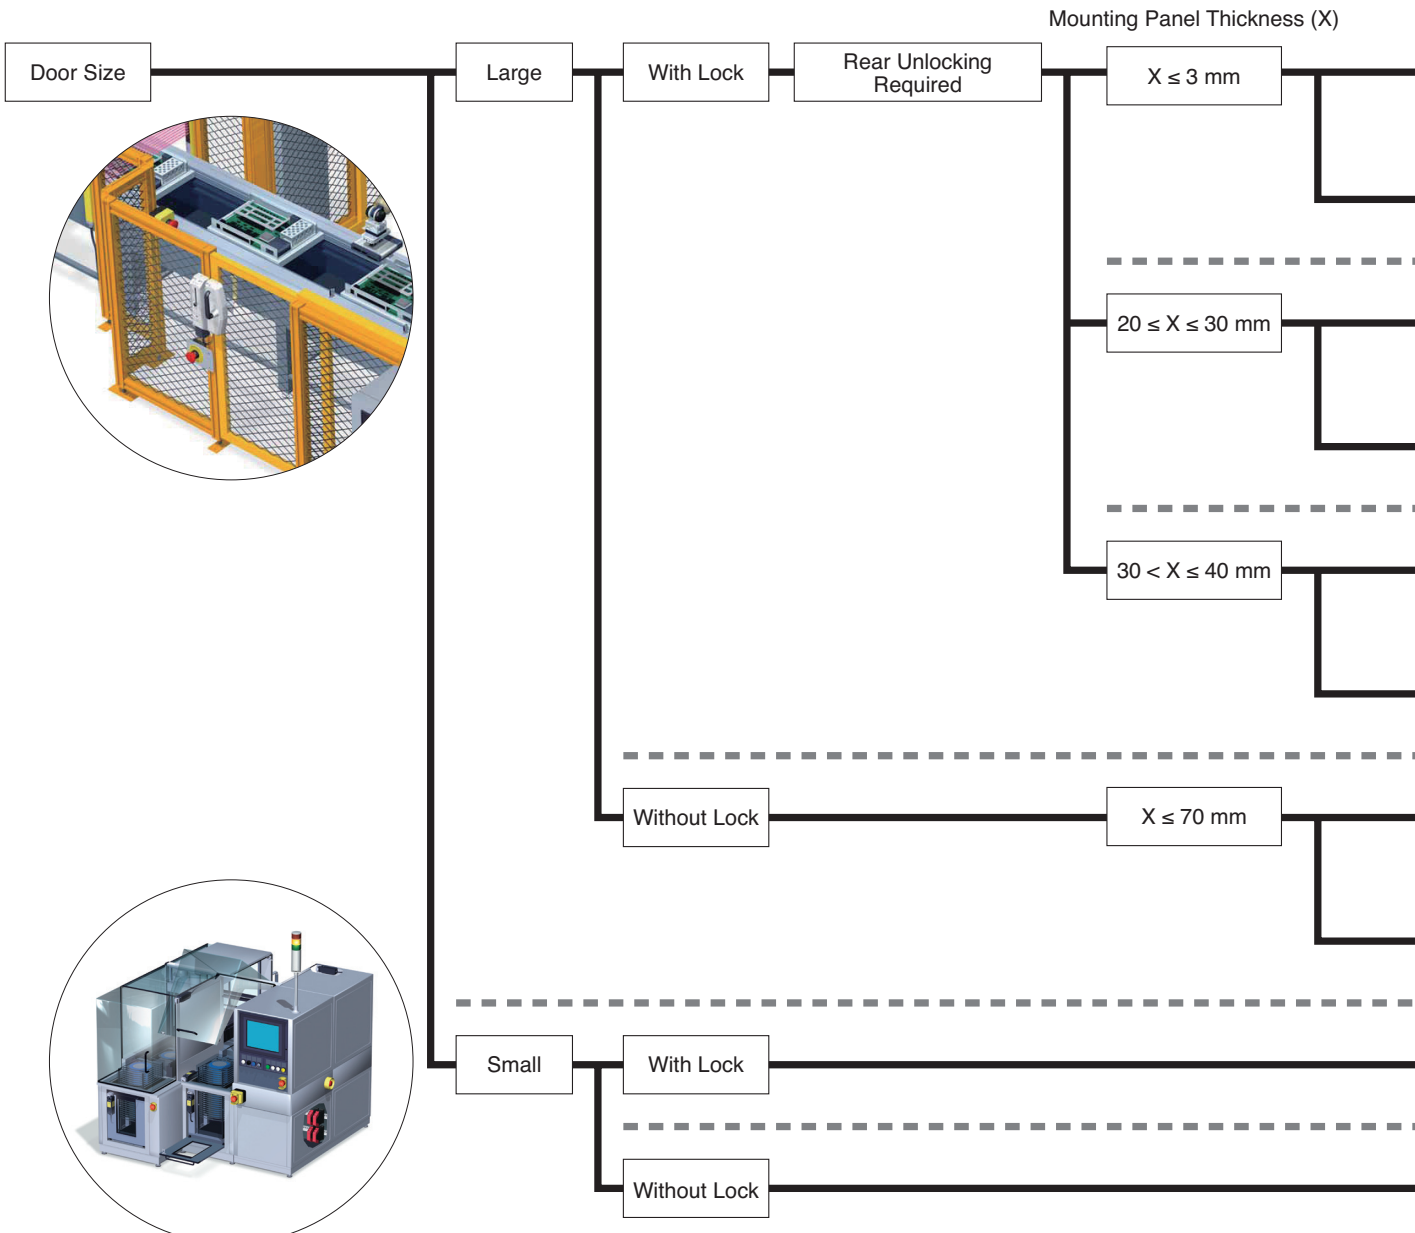 Mounting Panel Thickness (X)
Door Size
Large
With Lock
Rear Unlocking
Required
X ≤ 3 mm
20 ≤ X ≤ 30 mm
30 < X ≤ 40 mm
Without Lock
X ≤ 70 mm
Small
With Lock
Without Lock